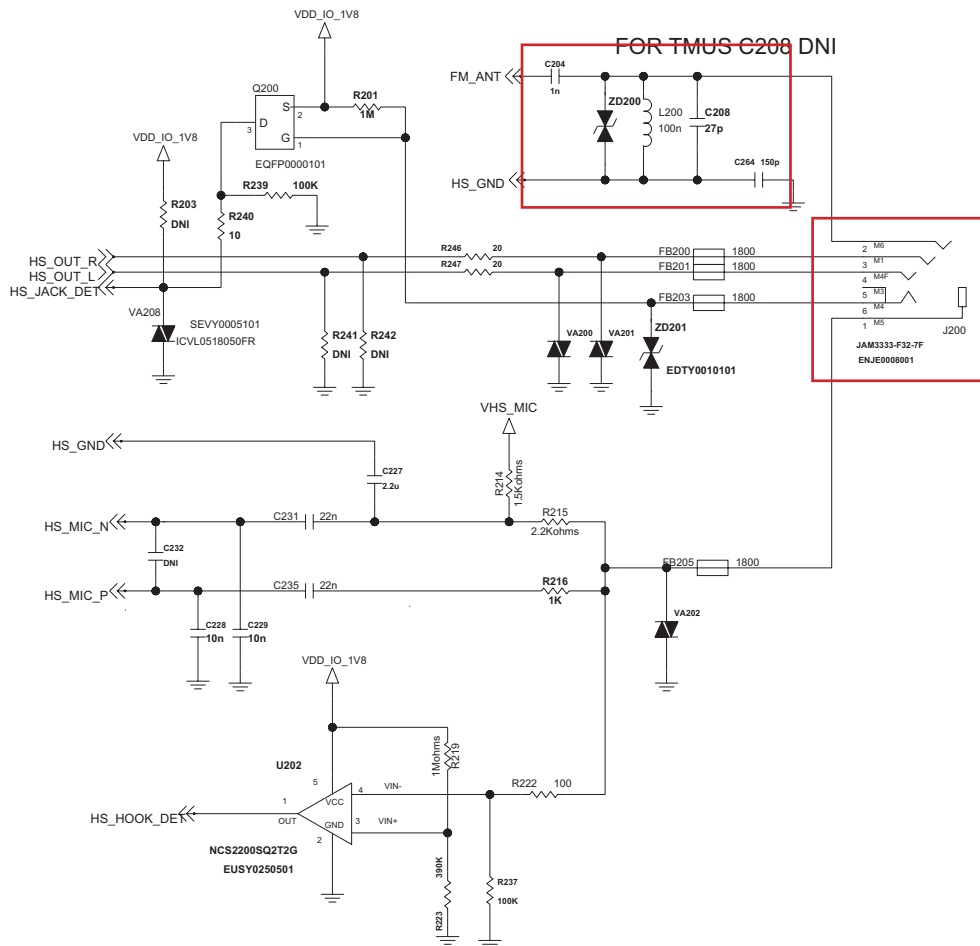 FOR TMUS C208 DNI
VDD_IO_1V8
FM_ANT
C204
1n
ZD200
L200
100n
C208
27p
C264 150p
HS_GND
Q200
S
D
G
2
3
1
R201
1M
EQFP0000101
VDD_IO_1V8
R239 100K
R203
DNI
R240
10
HS_OUT_R
HS_OUT_L
HS_JACK_DET
R246 20
R247 20
FB200 1800
FB201 1800
FB203 1800
M6
2 M1
3 M4F
4 M3
5 M4
6 M5
1
J200
JAM3333-F32-7F
ENJE0008001
VA208
SEVY0005101
ICVL0518050FR
R241
DNI
R242
DNI
VA200
VA201
ZD201
EDTY0010101
VHS_MIC
HS_GND
C227
2.2u
R214
1.5Kohms
HS_MIC_N
C231 22n
R215
2.2Kohms
C232
DNI
FB205 1800
HS_MIC_P
C235 22n
R216
1K
C228
10n
C229
10n
VA202
VDD_IO_1V8
1Mohms
R219
U202
5
VCC
4 VIN-
R222 100
HS_HOOK_DET
1
OUT
GND
3 VIN+
2
NCS2200SQ2T2G
EUSY0250501
390K
R223
R237
100K